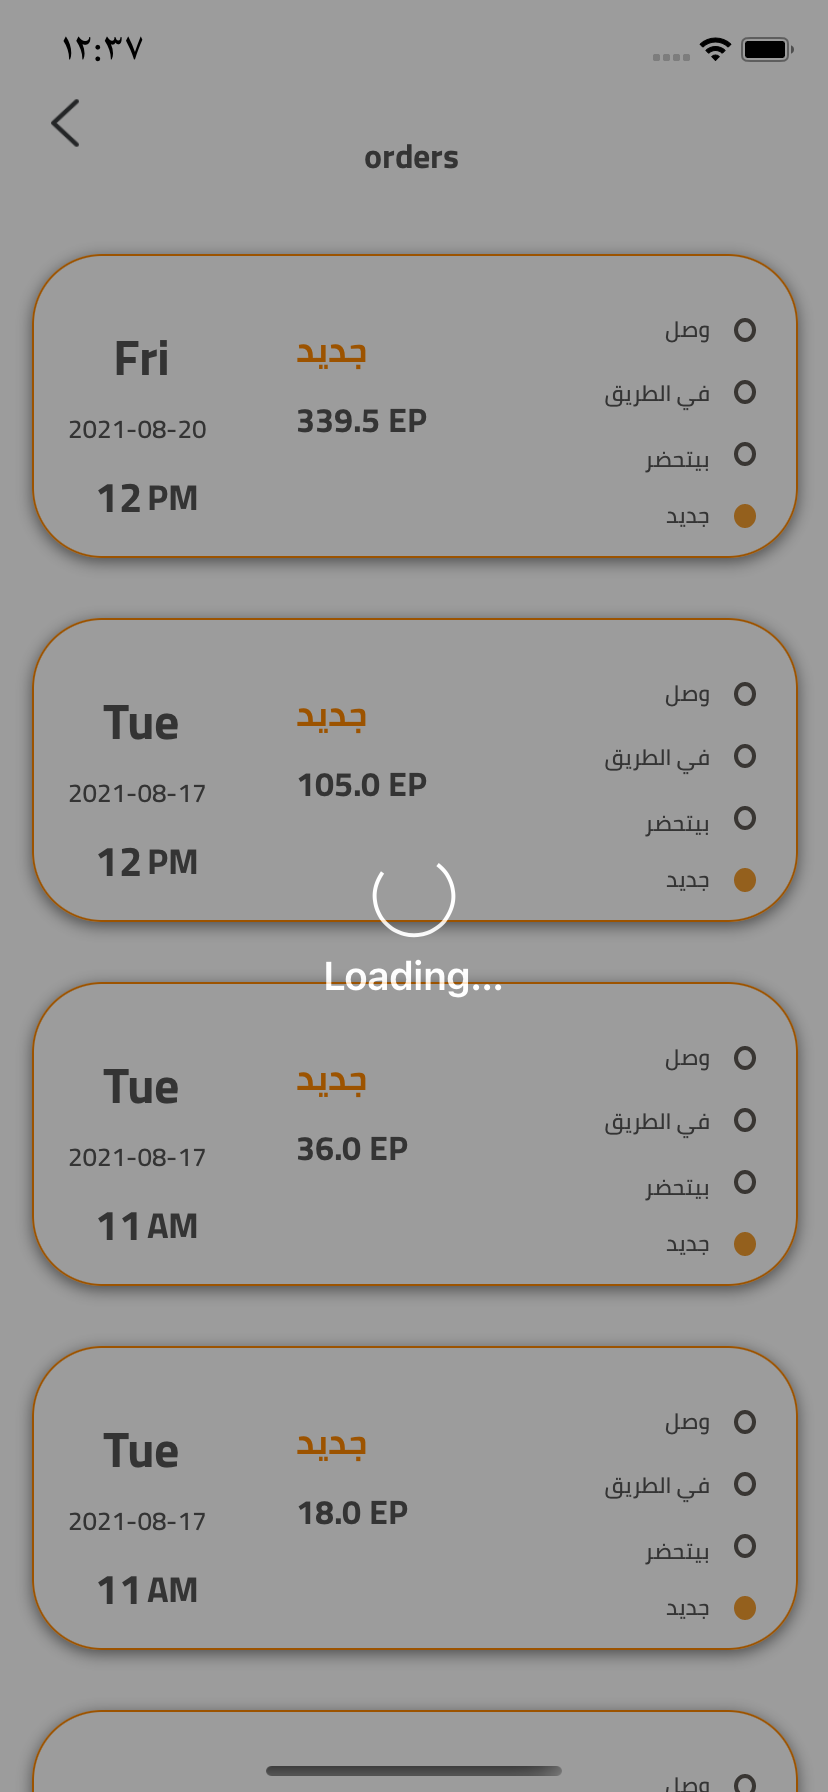 ١٢:٣٧
orders
Fri
2021-08-20
12 PM
جديد
339.5 EP
وصل
في الطريق
بيتحضر
جديد
Tue
2021-08-17
12 PM
جديد
105.0 EP
وصل
في الطريق
بيتحضر
جديد
Loading...
Tue
2021-08-17
11 AM
جديد
36.0 EP
وصل
في الطريق
بيتحضر
جديد
Tue
2021-08-17
11 AM
جديد
18.0 EP
وصل
في الطريق
بيتحضر
جديد
وصل